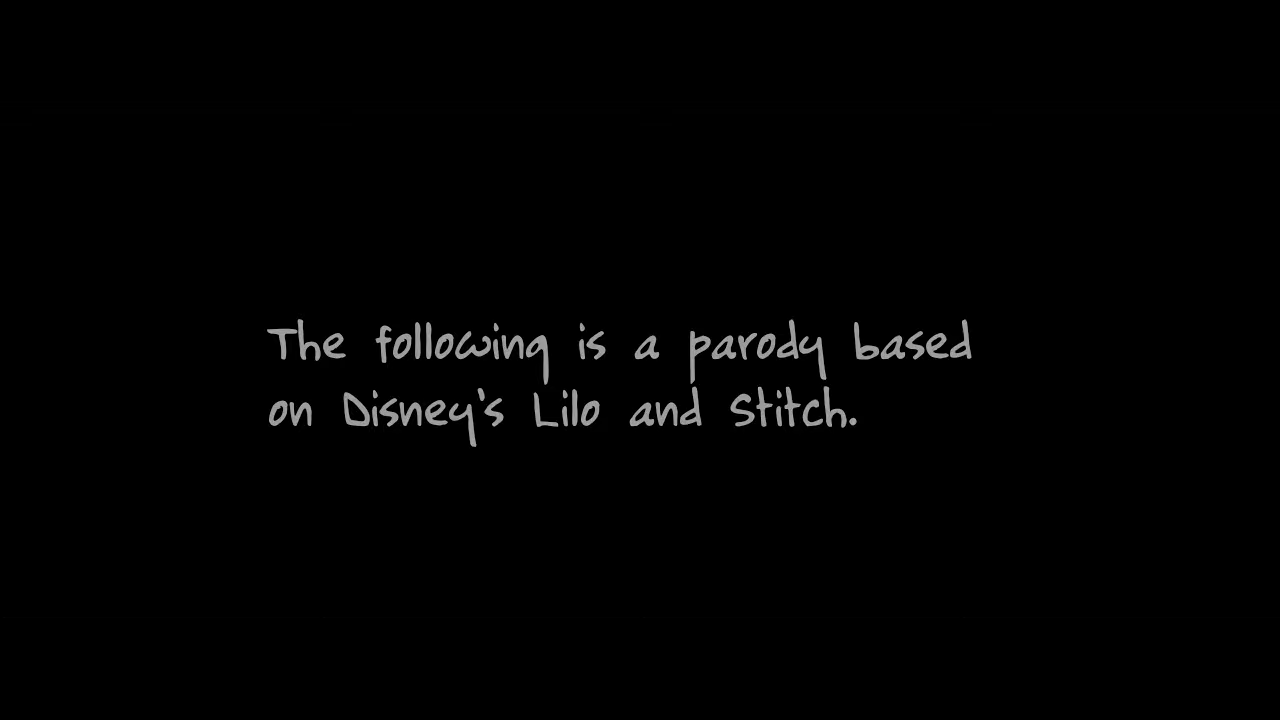 The following is a parody based
on Disney's Lilo and Stitch.